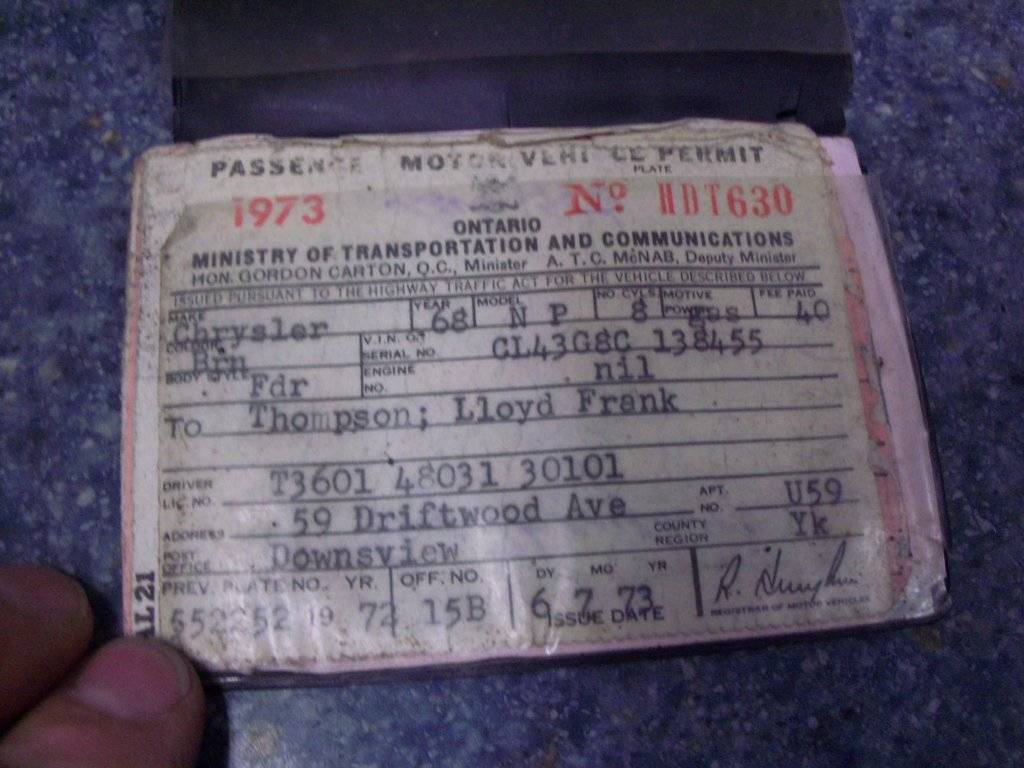 PASSENGE MOTOR VEHICLE PERMIT
PLATE
1973 Nº HDT630
ONTARIO
MINISTRY OF TRANSPORTATION AND COMMUNICATIONS
HON. GORDON CARTON, Q.C., Minister A. T. C. McNAB, Deputy Minister
ISSUED PURSUANT TO THE HIGHWAY TRAFFIC ACT FOR THE VEHICLE DESCRIBED BELOW
MAKE Chrysler YEAR 68 MODEL N P NO. CYLS. 8 MOTIVE POWER gas FEE PAID 40
COLOUR Brn V.I.N. OR SERIAL NO. CL43G8C 138455
BODY STYLE Fdr ENGINE NO. nil
TO Thompson; Lloyd Frank
DRIVER LIC. NO. T3601 48031 30101
ADDRESS 59 Driftwood Ave APT. NO. U59
POST OFFICE Downsview COUNTY REGION Yk
PREV. PLATE NO. YR. OFF. NO. DY MO YR
19 72 15B 6 7 73
ISSUE DATE
REGISTRAR OF MOTOR VEHICLES
AL21